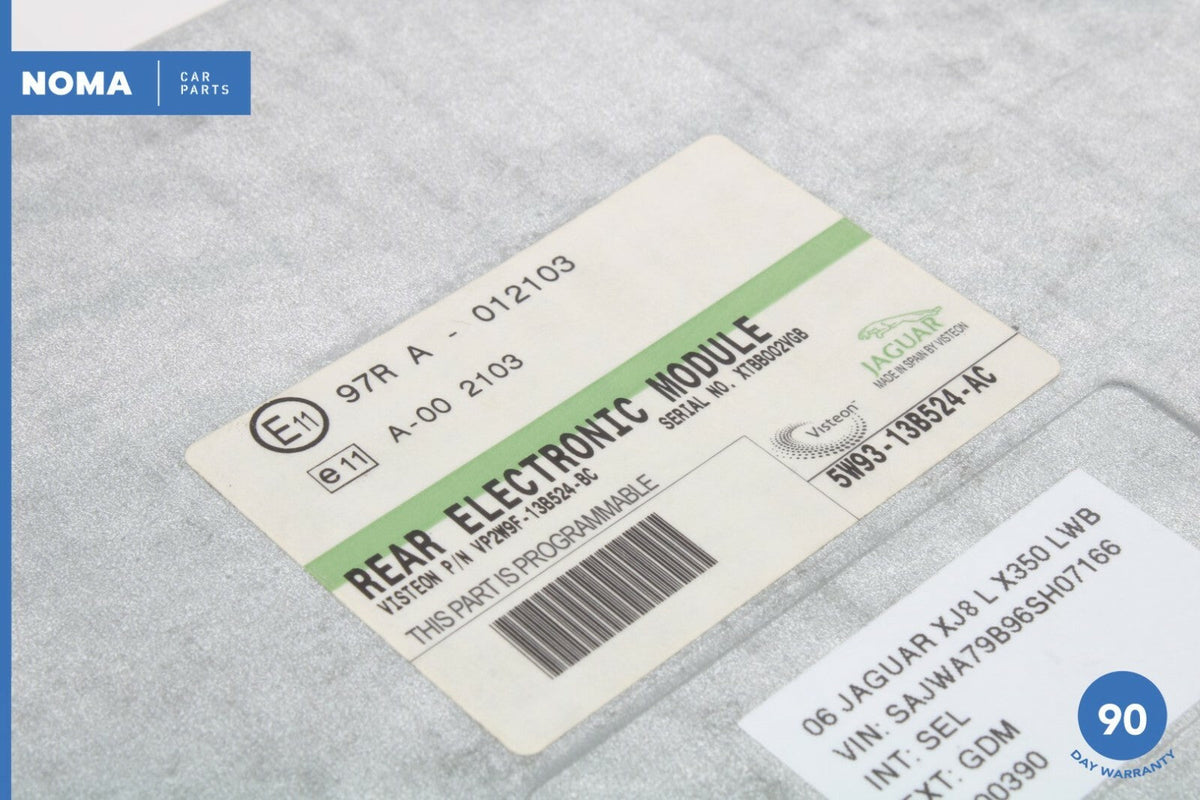 NOMA
CAR
PARTS
E11
97R A - 012103
e11
A-00 2103
REAR ELECTRONIC MODULE
VISTEON P/N VP2W9F-13B524-BC
SERIAL NO. XTBB002VGB
THIS PART IS PROGRAMMABLE
JAGUAR
MADE IN SPAIN BY VISTEON
Visteon
5W93-13B524-AC
06 JAGUAR XJ8 L X350 LWB
VIN: SAJWA79B96SH07166
INT: SEL
EXT: GDM
90
DAY WARRANTY